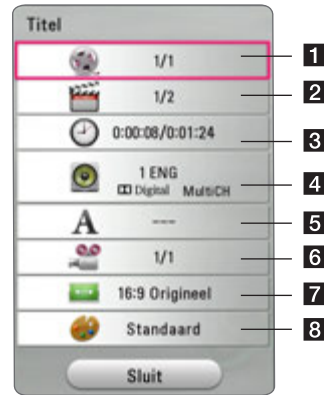 Titel
1/1 1
1/2 2
0:00:08/0:01:24 3
1 ENG
Digital MultiCH 4
A --- 5
1/1 6
16:9 Origineel 7
Standaard 8
Sluit